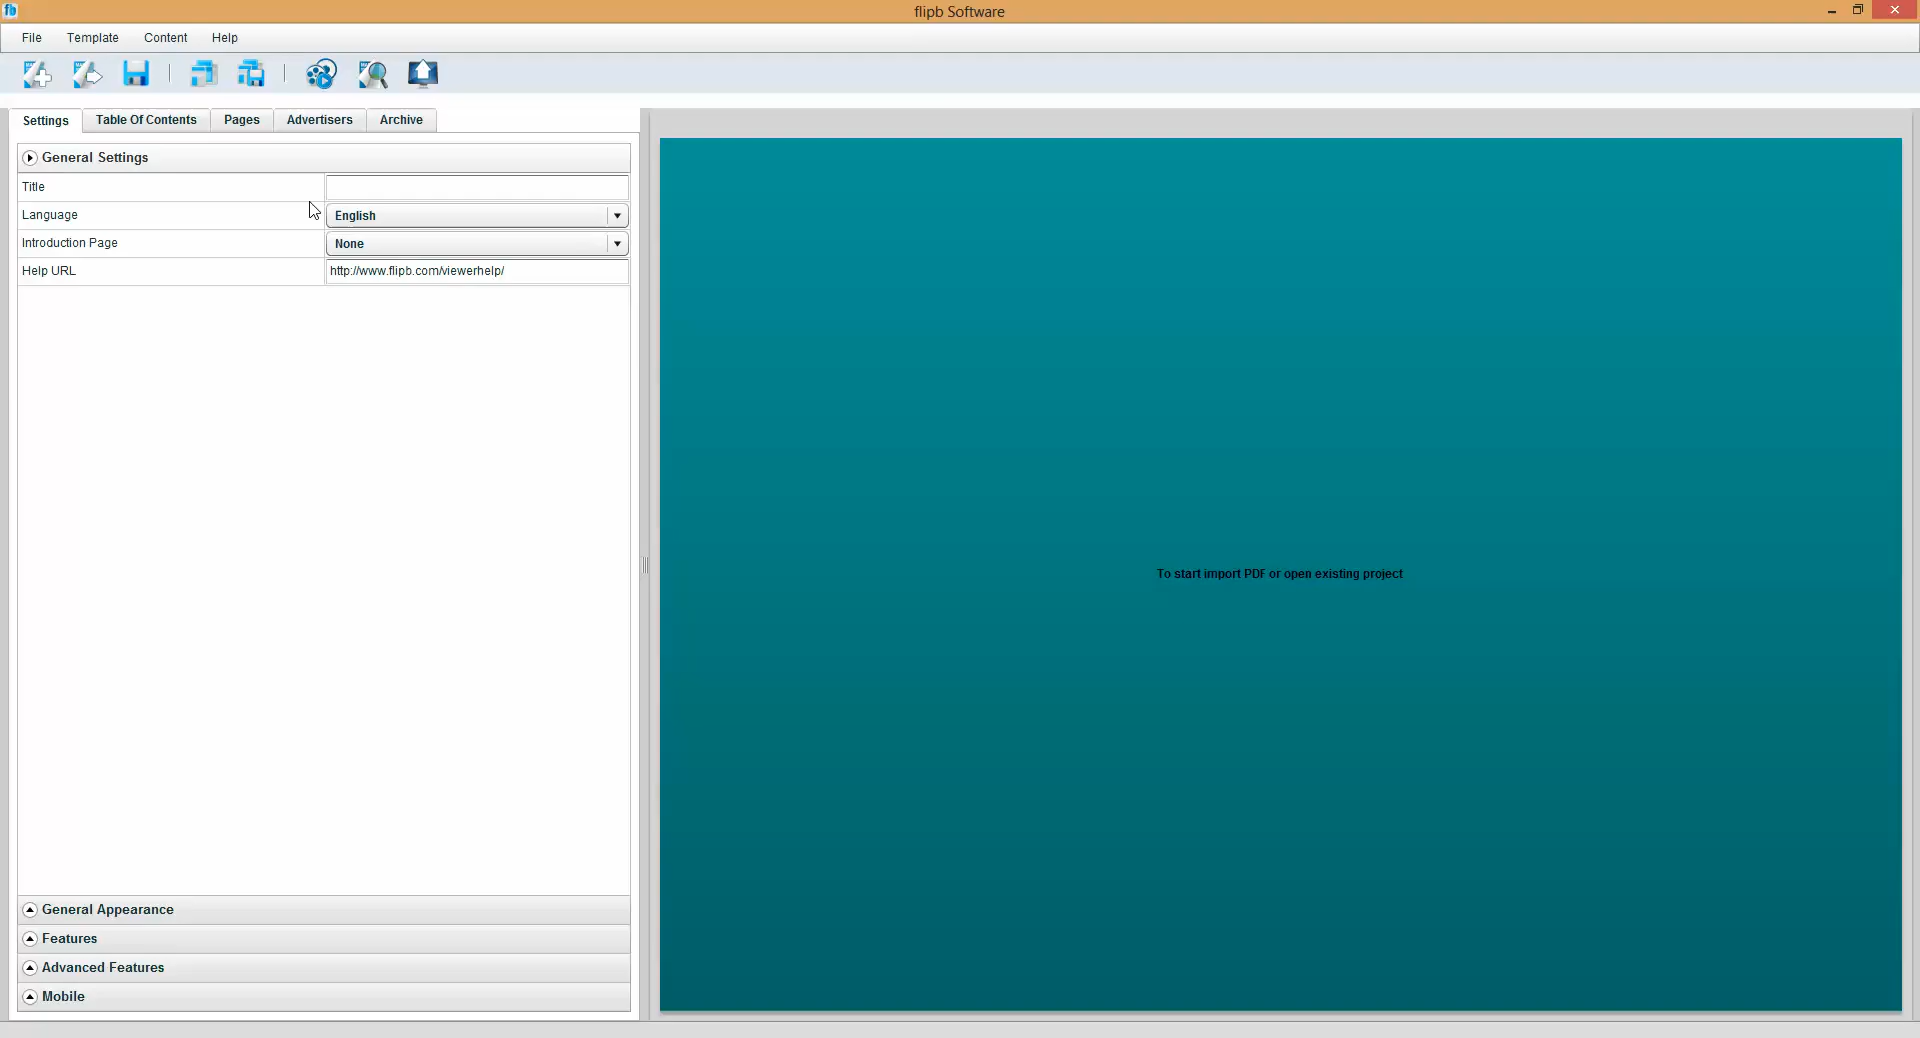 fb
flipb Software
File Template Content Help
Settings Table Of Contents Pages Advertisers Archive
General Settings
Title
Language English
Introduction Page None
Help URL http://www.flipb.com/viewerhelp/
To start import PDF or open existing project
General Appearance
Features
Advanced Features
Mobile